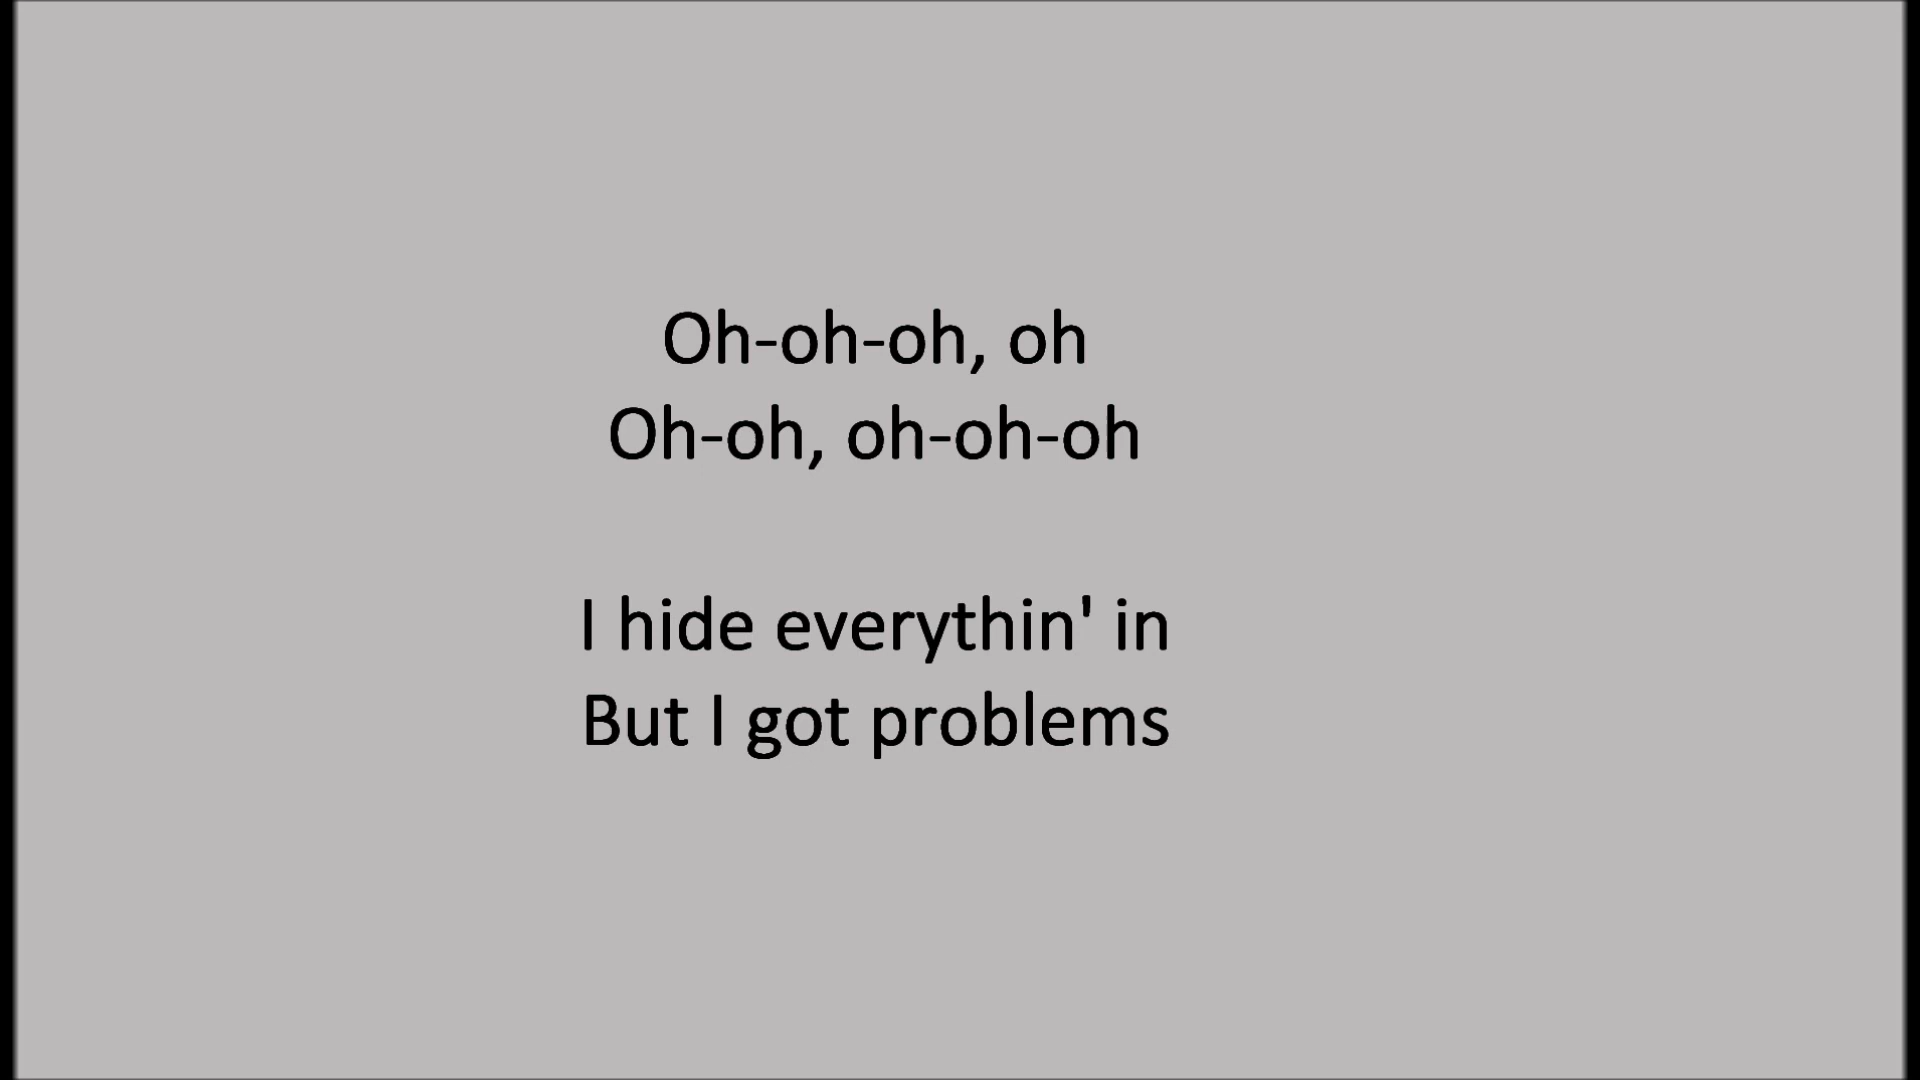 Oh-oh-oh, oh
Oh-oh, oh-oh-oh
I hide everythin' in
But I got problems